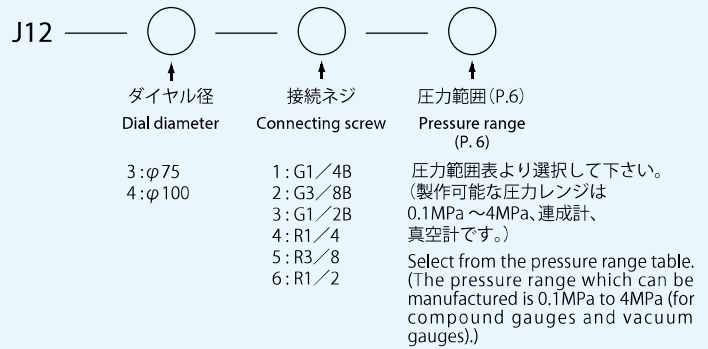 J12
ダイヤル径
Dial diameter
3 : φ75
4 : φ100
接続ネジ
Connecting screw
1 : G1／4B
2 : G3／8B
3 : G1／2B
4 : R1／4
5 : R3／8
6 : R1／2
圧力範囲（P.6）
Pressure range
(P. 6)
圧力範囲表より選択して下さい。
（製作可能な圧力レンジは
0.1MPa ～4MPa、連成計、
真空計です。）
Select from the pressure range table.
(The pressure range which can be
manufactured is 0.1MPa to 4MPa (for
compound gauges and vacuum
gauges).)